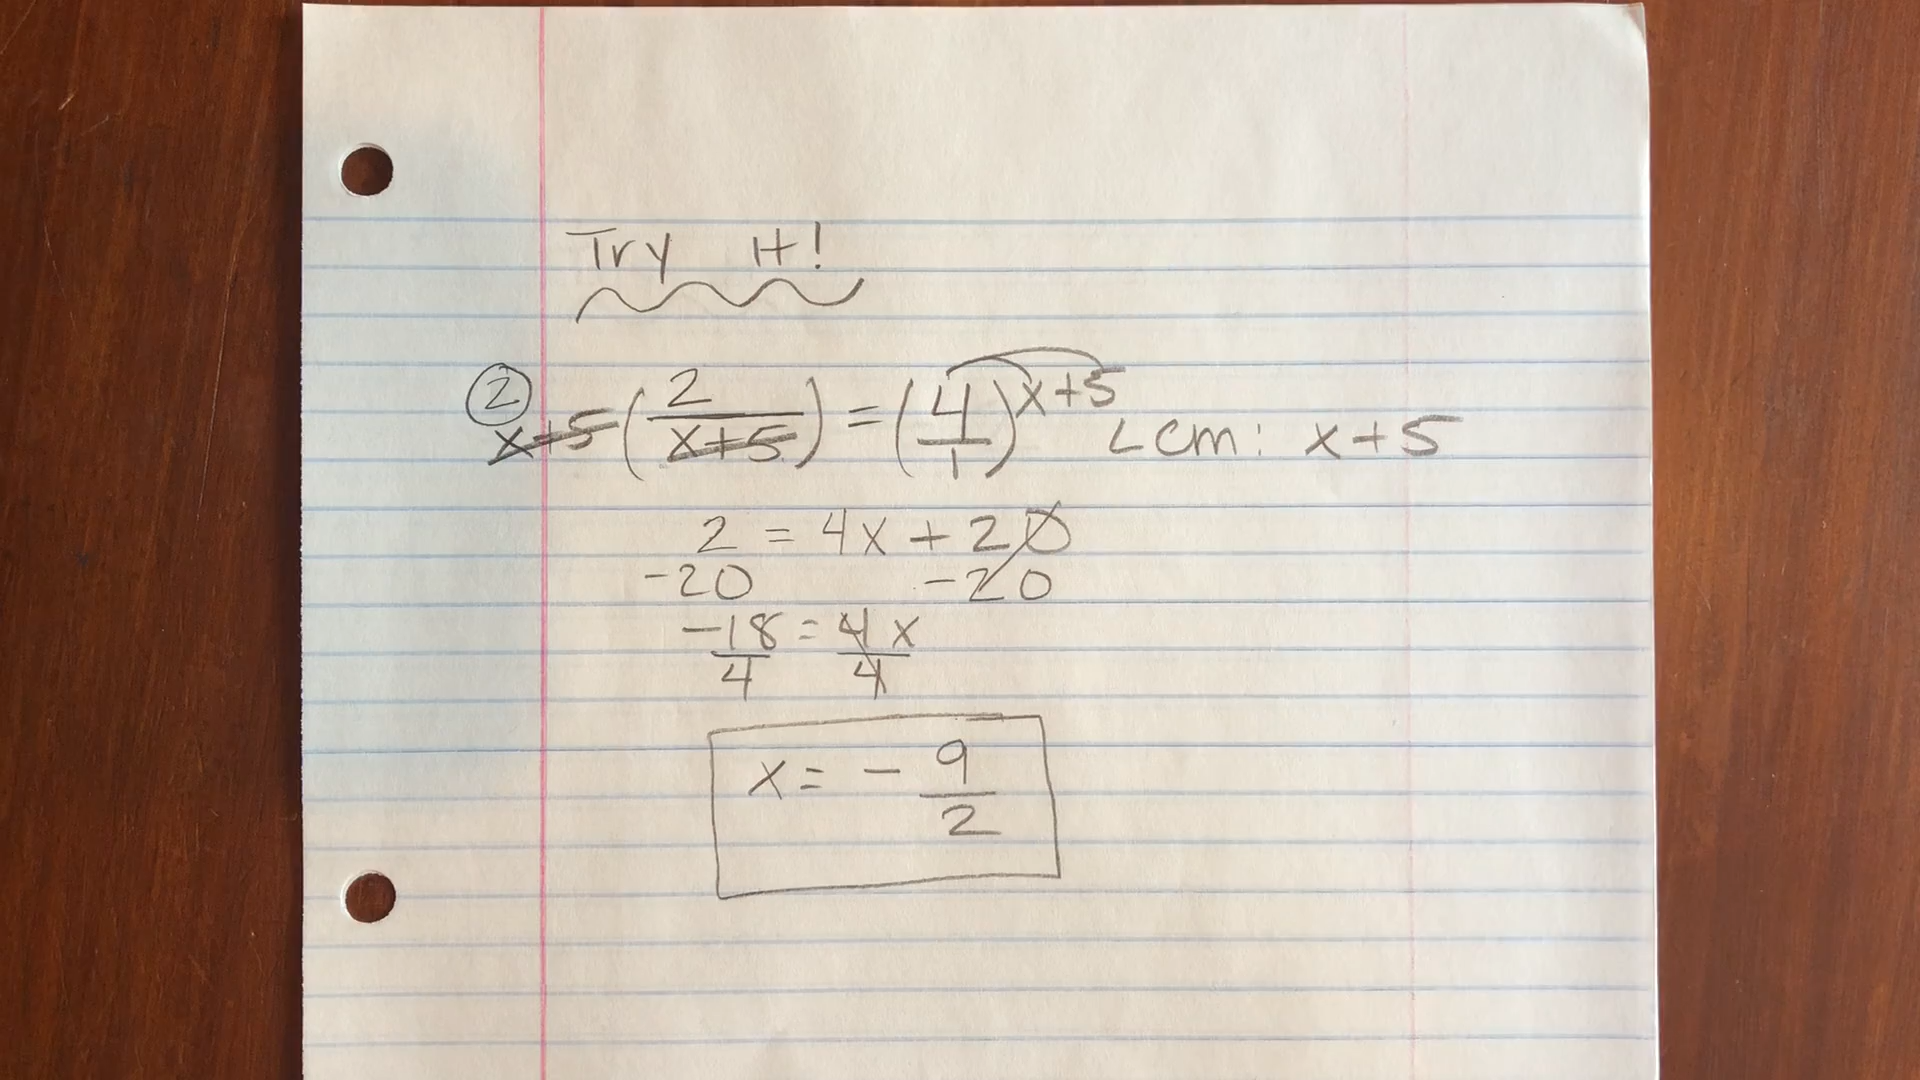 Try It!
② x+5 (2/x+5) = (4/1) x+5 LCM: x+5
2 = 4x + 20
-20 -20
-18/4 = 4x/4
x = - 9/2